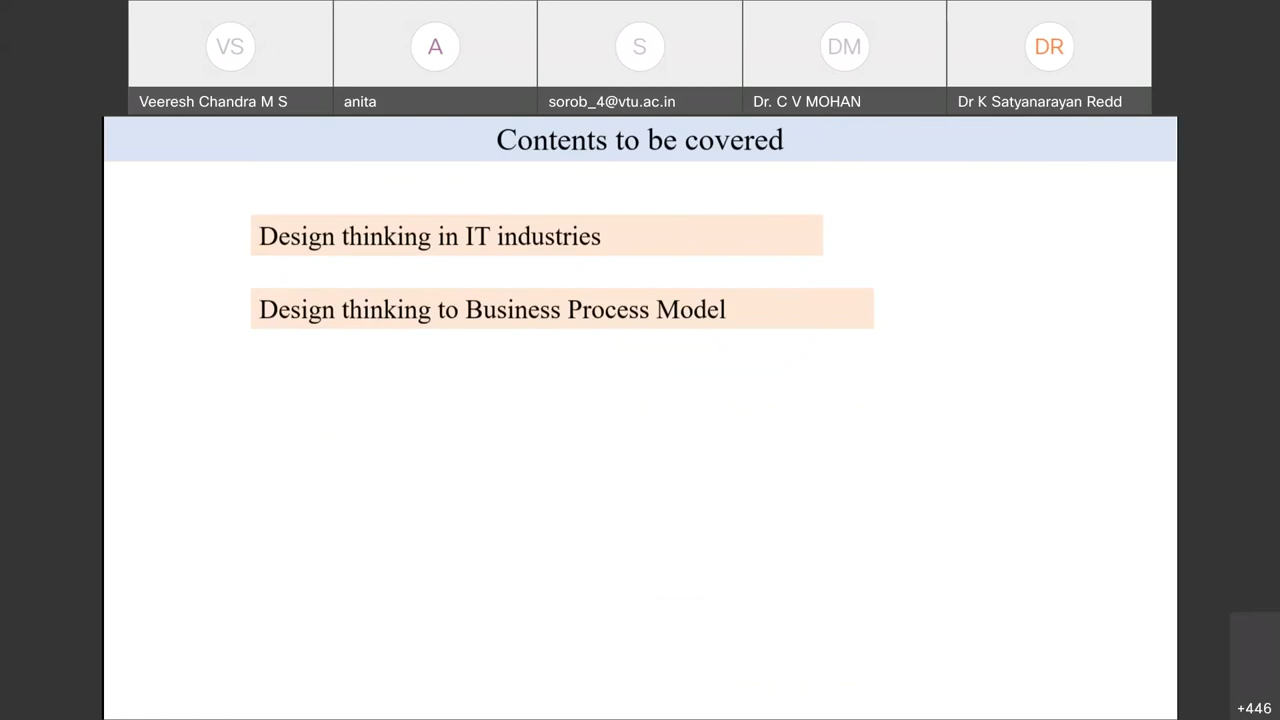 VS
A
S
DM
DR
Veeresh Chandra M S
anita
sorob_4@vtu.ac.in
Dr. C V MOHAN
Dr K Satyanarayan Redd
Contents to be covered
Design thinking in IT industries
Design thinking to Business Process Model
+446